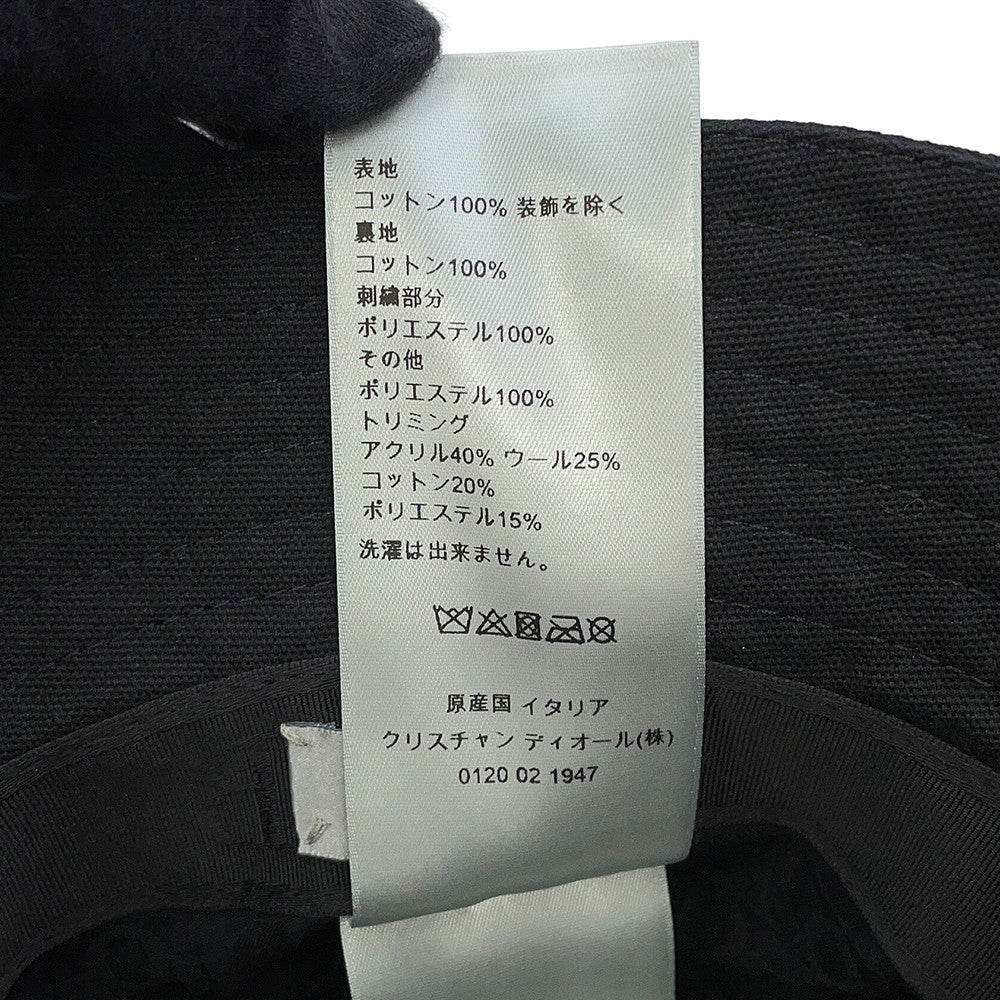 表地
コットン100% 装飾を除く
裏地
コットン100%
刺繍部分
ポリエステル100%
その他
ポリエステル100%
トリミング
アクリル40% ウール25%
コットン20%
ポリエステル15%
洗濯は出来ません。
原産国 イタリア
クリスチャン ディオール(株)
0120 02 1947